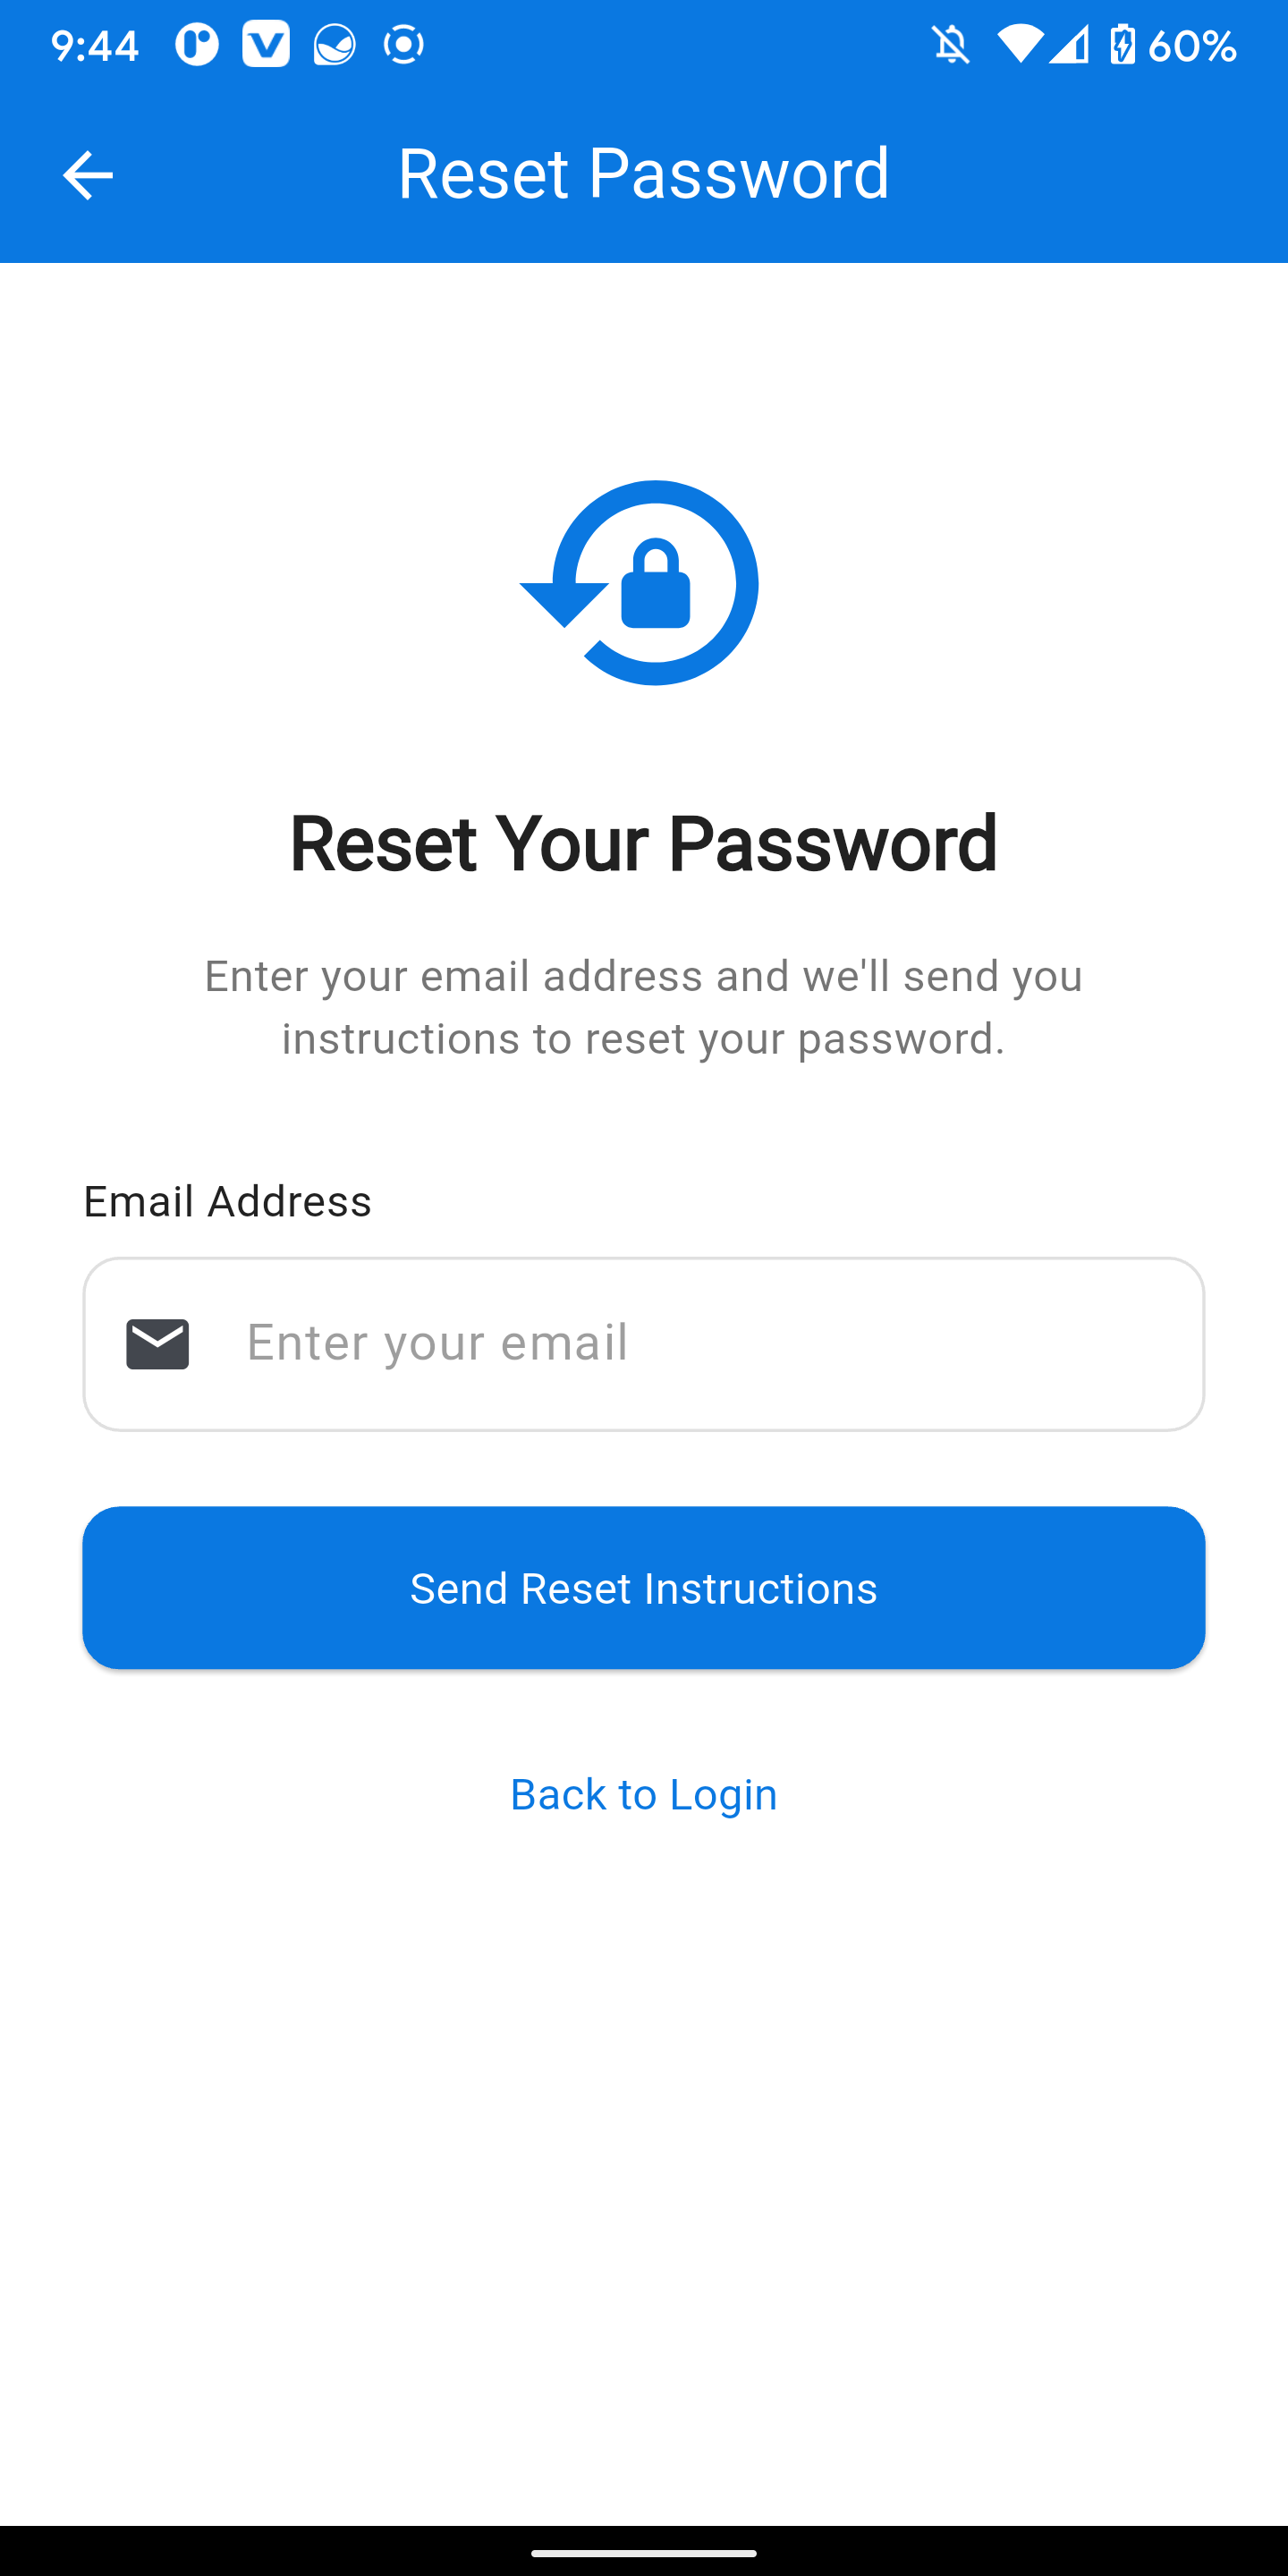 9:44
60%
Reset Password
Reset Your Password
Enter your email address and we'll send you
instructions to reset your password.
Email Address
Enter your email
Send Reset Instructions
Back to Login